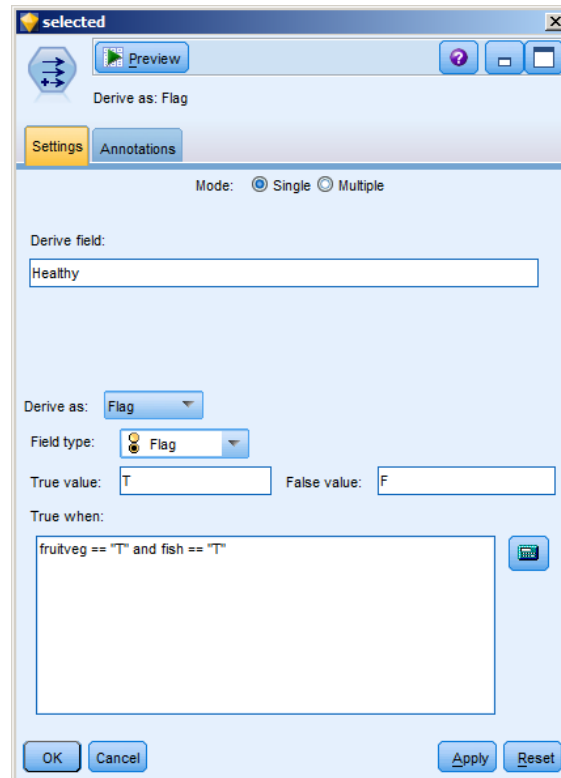 selected
Preview
Derive as: Flag
Settings Annotations
Mode: Single Multiple
Derive field:
Healthy
Derive as: Flag
Field type: Flag
True value: T False value: F
True when:
fruitveg == "T" and fish == "T"
OK Cancel Apply Reset